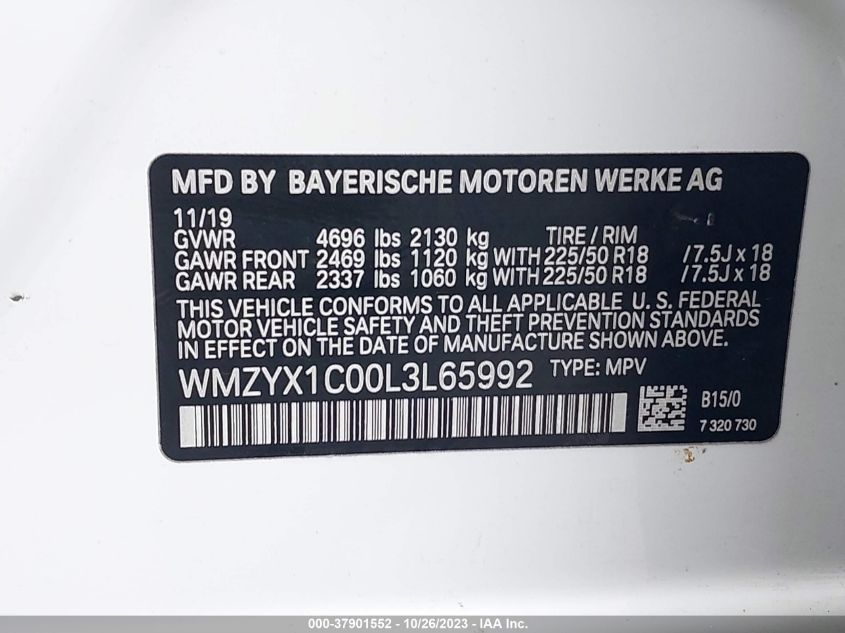 MFD BY BAYERISCHE MOTOREN WERKE AG
11/19
GVWR 4696 lbs 2130 kg TIRE / RIM
GAWR FRONT 2469 lbs 1120 kg WITH 225/50 R18 /7.5J x 18
GAWR REAR 2337 lbs 1060 kg WITH 225/50 R18 /7.5J x 18
THIS VEHICLE CONFORMS TO ALL APPLICABLE U. S. FEDERAL
MOTOR VEHICLE SAFETY AND THEFT PREVENTION STANDARDS
IN EFFECT ON THE DATE OF MANUFACTURE SHOWN ABOVE.
WMZYX1C00L3L65992 TYPE: MPV
B15/0
7 320 730
000-37901552 - 10/26/2023 - IAA Inc.